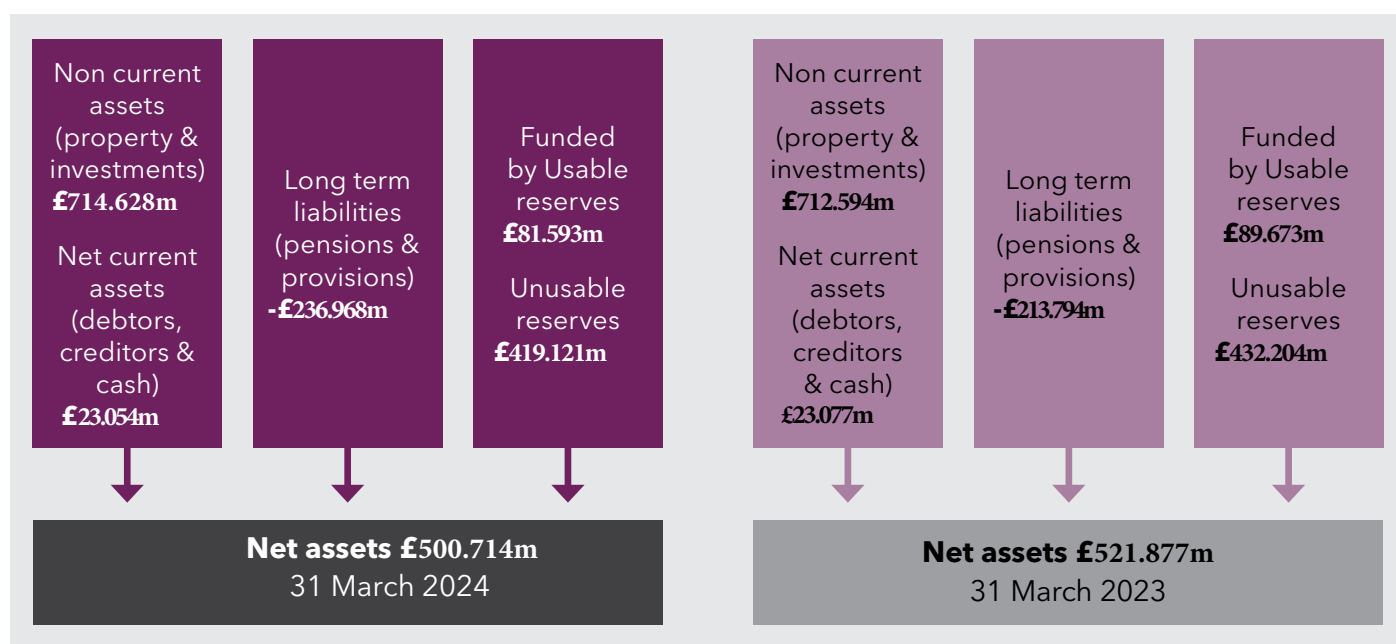 Non current
assets
(property &
investments)
£714.628m
Net current
assets
(debtors,
creditors &
cash)
£23.054m
Long term
liabilities
(pensions &
provisions)
-£236.968m
Funded
by Usable
reserves
£81.593m
Unusable
reserves
£419.121m
Net assets £500.714m
31 March 2024
Non current
assets
(property &
investments)
£712.594m
Net current
assets
(debtors,
creditors
& cash)
£23.077m
Long term
liabilities
(pensions &
provisions)
-£213.794m
Funded
by Usable
reserves
£89.673m
Unusable
reserves
£432.204m
Net assets £521.877m
31 March 2023